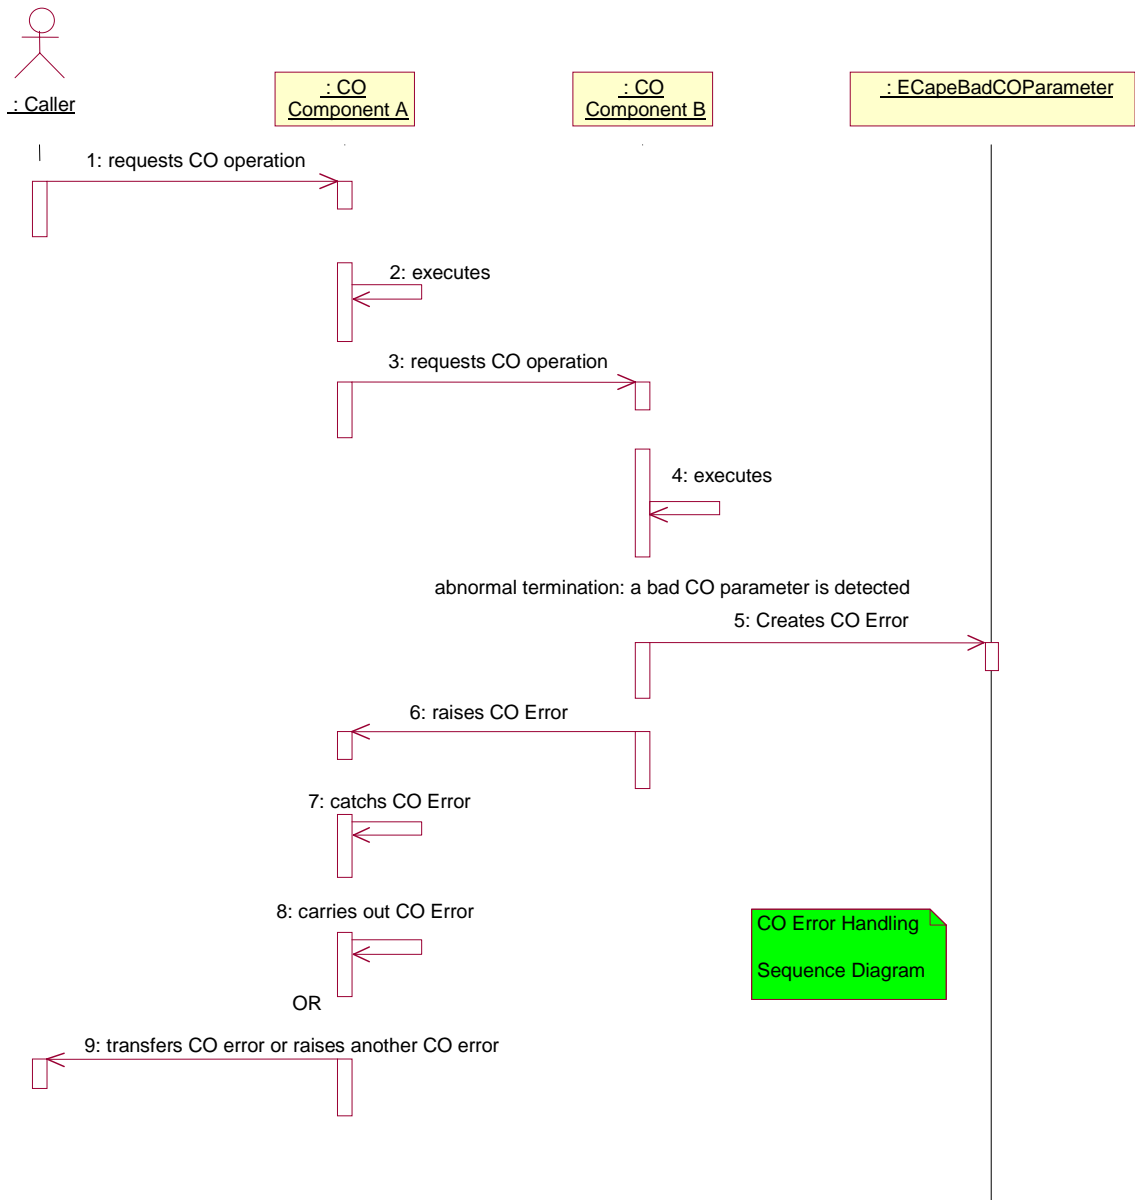 : Caller
: CO
Component A
: CO
Component B
: ECapeBadCOParameter
1: requests CO operation
2: executes
3: requests CO operation
4: executes
abnormal termination: a bad CO parameter is detected
5: Creates CO Error
6: raises CO Error
7: catchs CO Error
8: carries out CO Error
CO Error Handling
Sequence Diagram
OR
9: transfers CO error or raises another CO error